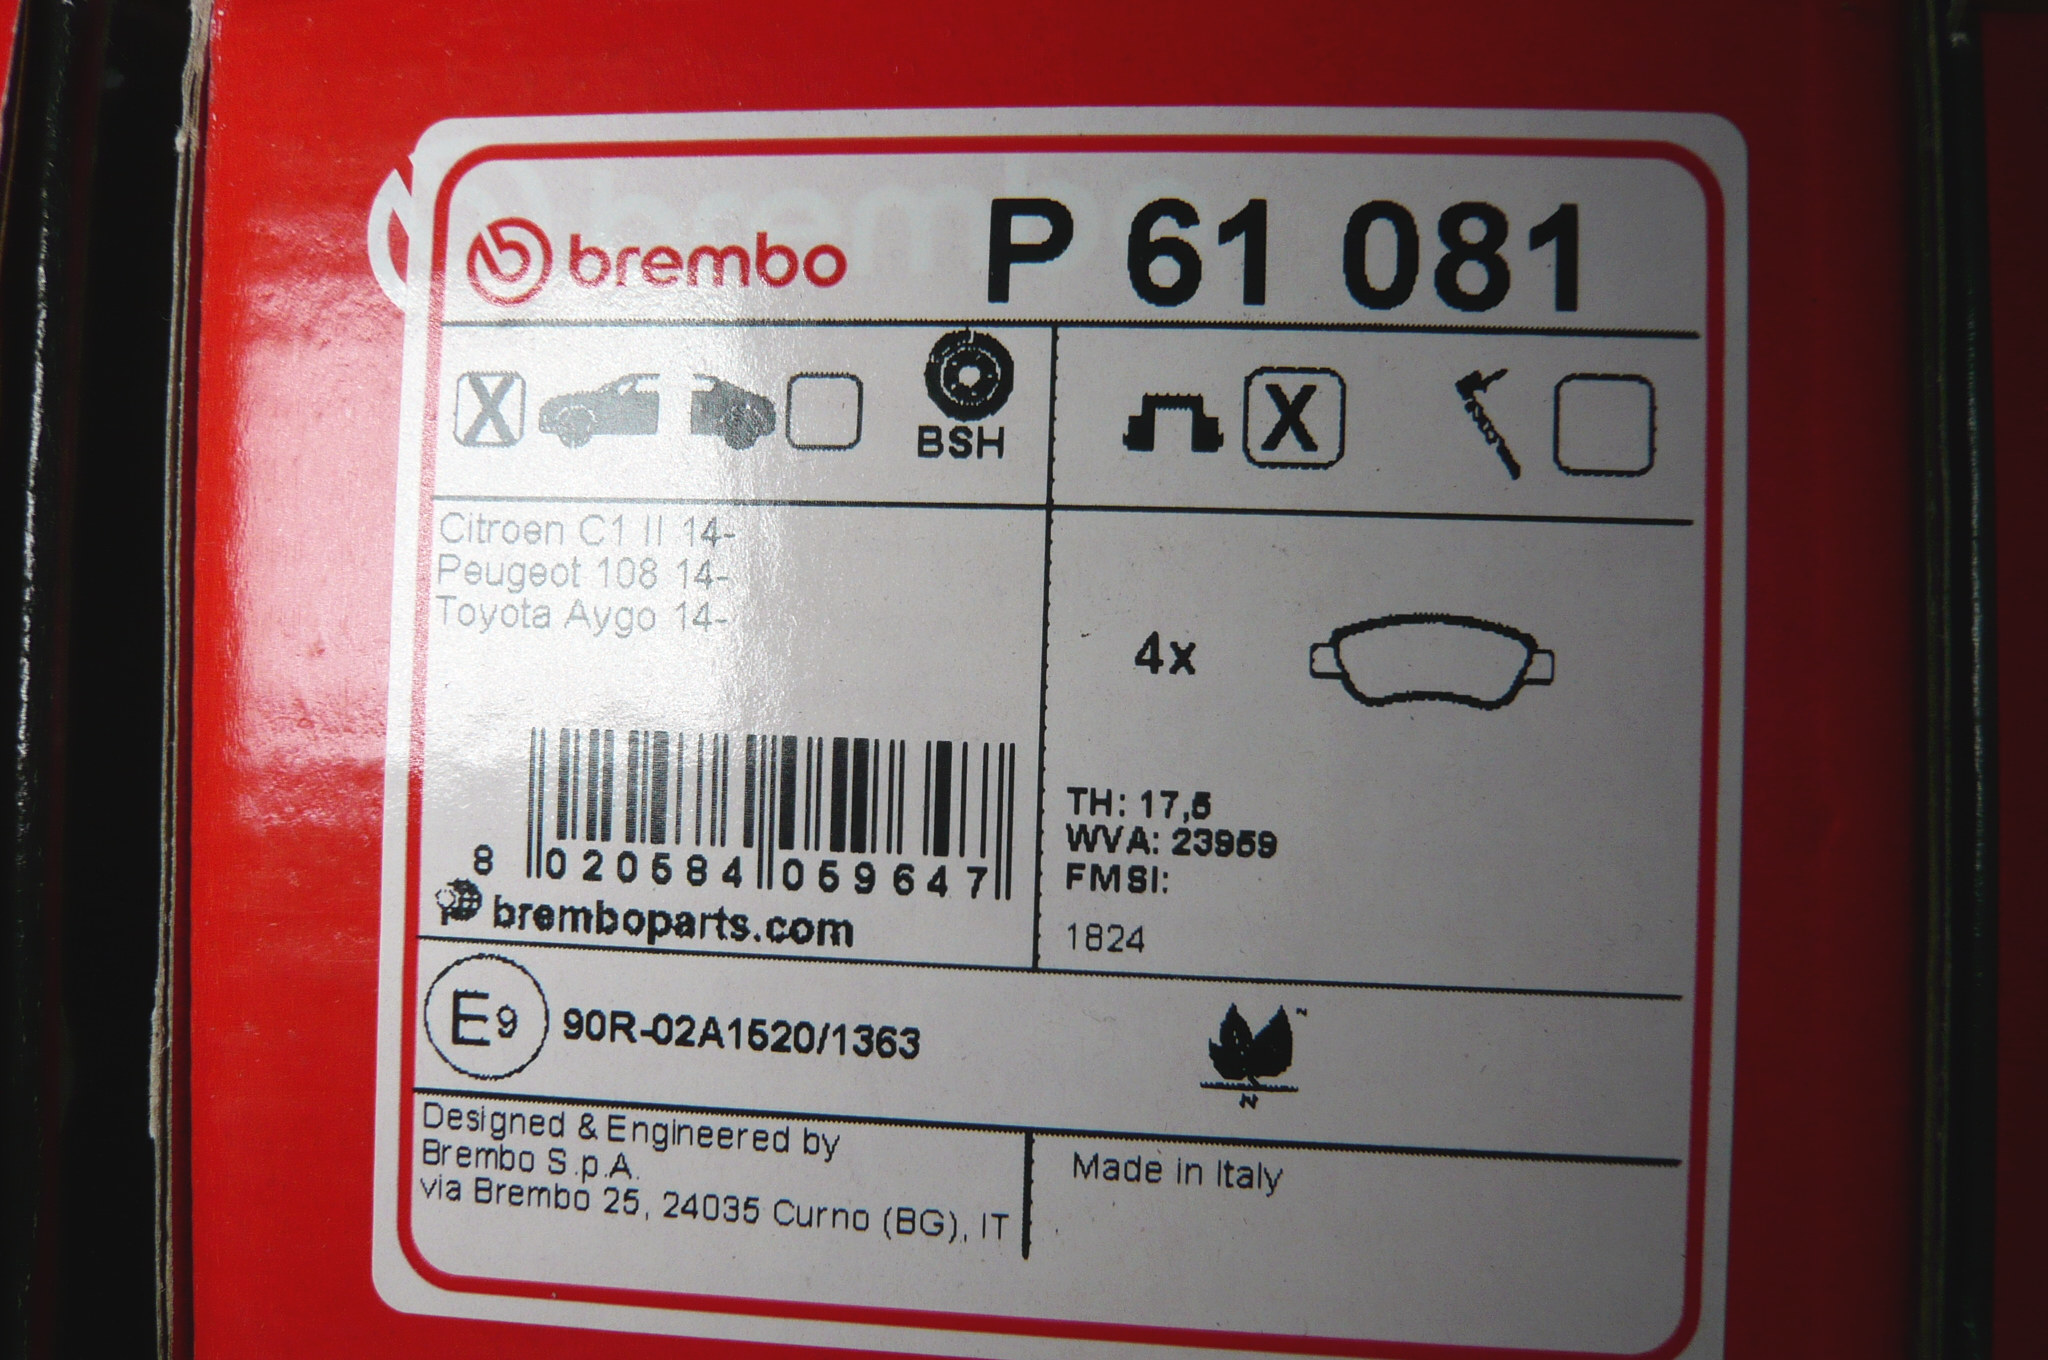 brembo
P 61 081
X
BSH
X
Citroen C1 II 14-
Peugeot 108 14-
Toyota Aygo 14-
4x
8 020584 059647
bremboparts.com
TH: 17,5
WVA: 23959
FMSI:
1824
E9 90R-02A1520/1363
N
N
Designed & Engineered by
Brembo S.p.A.
via Brembo 25, 24035 Curno (BG), IT
Made in Italy